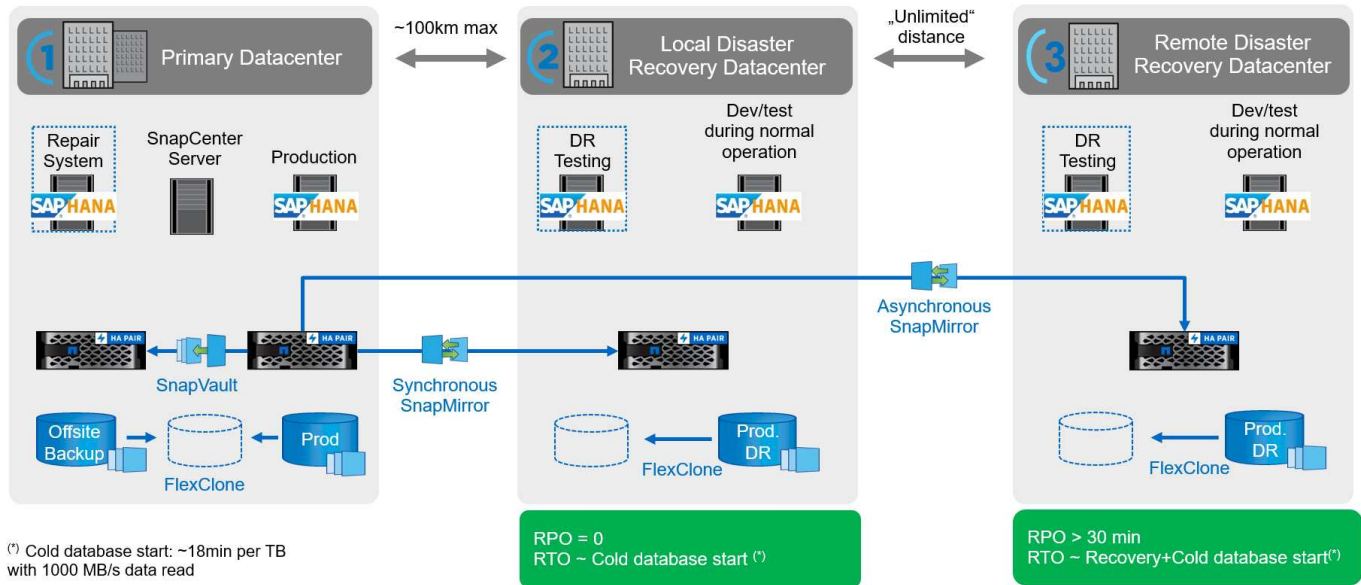 1
Primary Datacenter
~100km max
2
Local Disaster
Recovery Datacenter
„Unlimited“
distance
3
Remote Disaster
Recovery Datacenter
Repair
System
SAP HANA
SnapCenter
Server
Production
SAP HANA
DR
Testing
SAP HANA
Dev/test
during normal
operation
SAP HANA
DR
Testing
SAP HANA
Dev/test
during normal
operation
SAP HANA
Asynchronous
SnapMirror
HA PAIR
SnapVault
HA PAIR
Synchronous
SnapMirror
HA PAIR
HA PAIR
Offsite
Backup
FlexClone
Prod
FlexClone
Prod.
DR
FlexClone
Prod.
DR
(*) Cold database start: ~18min per TB
with 1000 MB/s data read
RPO = 0
RTO ~ Cold database start (*)
RPO > 30 min
RTO ~ Recovery+Cold database start(*)